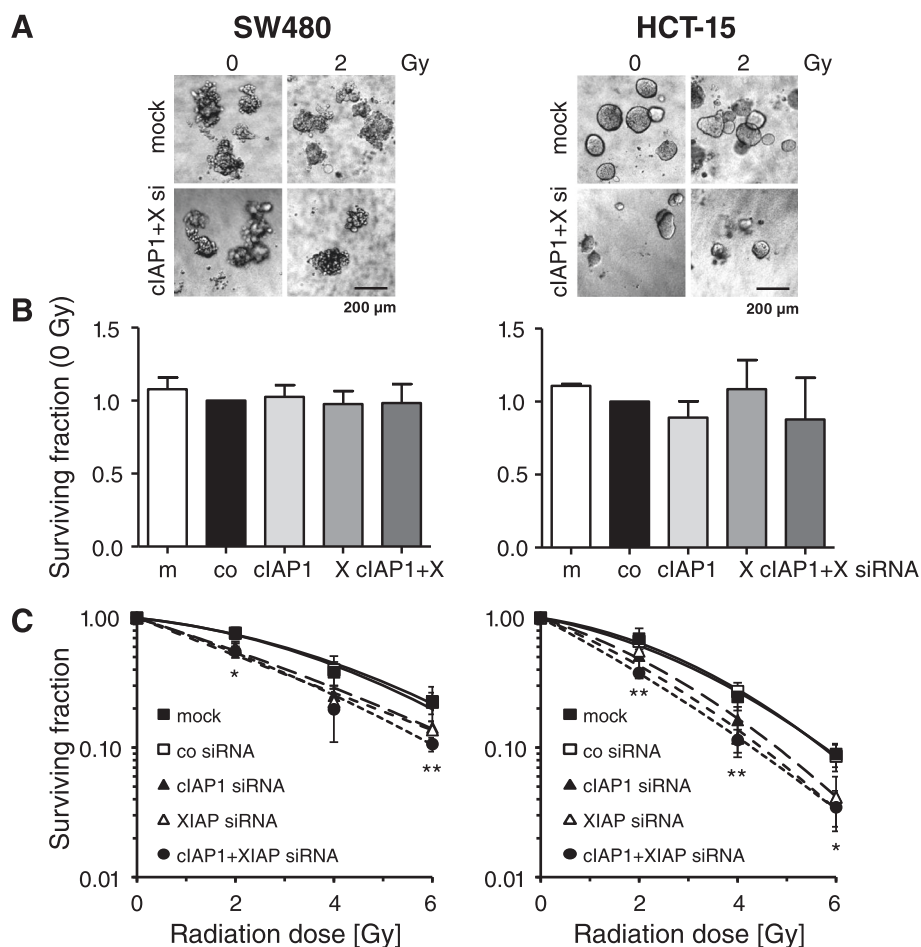 A
SW480
HCT-15
0 2 Gy
0 2 Gy
mock
cIAP1+X si
mock
cIAP1+X si
200 µm
200 µm
B
Surviving fraction (0 Gy)
1.5
1.0
0.5
0.0
m co cIAP1 X cIAP1+X
1.5
1.0
0.5
0.0
m co cIAP1 X cIAP1+X siRNA
C
Surviving fraction
1.00
0.10
0.01
*
**
mock
co siRNA
cIAP1 siRNA
XIAP siRNA
cIAP1+XIAP siRNA
0 2 4 6
Radiation dose [Gy]
1.00
0.10
0.01
**
**
*
mock
co siRNA
cIAP1 siRNA
XIAP siRNA
cIAP1+XIAP siRNA
0 2 4 6
Radiation dose [Gy]